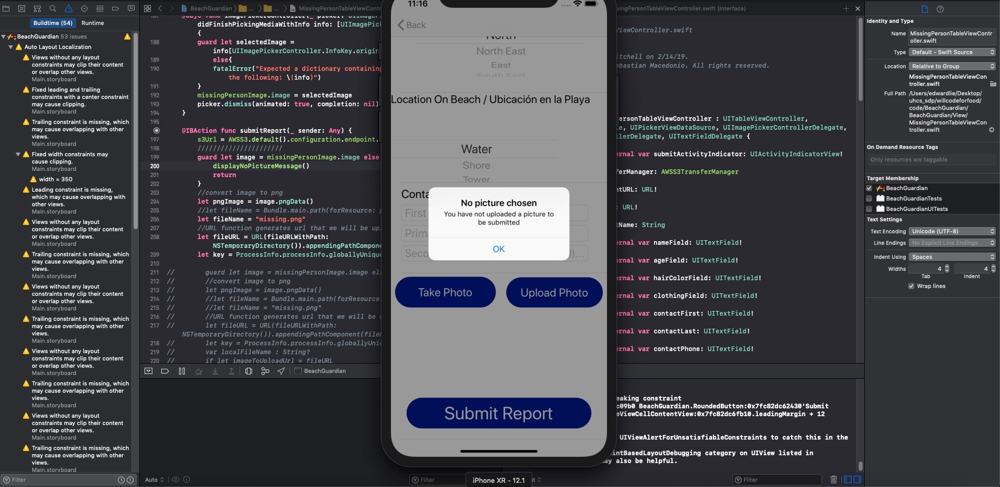 Buildtime (54)
Runtime
BeachGuardian 53 issues
Auto Layout Localization
Views without any layout
constraints may clip their content
or overlap other views.
Main.storyboard
Fixed leading and trailing
constraints with a center constraint
may cause clipping.
Main.storyboard
Trailing constraint is missing, which
may cause overlapping with other
views.
Main.storyboard
Fixed width constraints may
cause clipping.
Main.storyboard
width = 350
Leading constraint is missing,
which may cause overlapping with
other views.
Main.storyboard
Views without any layout
constraints may clip their content
or overlap other views.
Main.storyboard
Trailing constraint is missing, which
may cause overlapping with other
views.
Main.storyboard
Views without any layout
constraints may clip their content
or overlap other views.
Main.storyboard
Trailing constraint is missing, which
may cause overlapping with other
views.
Main.storyboard
Views without any layout
constraints may clip their content
or overlap other views.
Main.storyboard
Trailing constraint is missing, which
may cause overlapping with other
views.
Main.storyboard
Views without any layout
constraints may clip their content
or overlap other views.
Main.storyboard
Trailing constraint is missing, which
may cause overlapping with other
views.
Main.storyboard
Filter
BeachGuardian ... ... MissingPersonTableViewContr
didFinishPickingMediaWithInfo info: [UIImagePic
{
188 guard let selectedImage =
info[UIImagePickerController.InfoKey.origin
189 else{
190 fatalError("Expected a dictionary containing
the following: \(info)")
191 }
192 missingPersonImage.image = selectedImage
193 picker.dismiss(animated: true, completion: nil)
194 }
195
@IBAction func submitReport(_ sender: Any) {
197 s3Url = AWSS3.default().configuration.endpoint.
198 //////////////////////
199 guard let image = missingPersonImage.image else
200 displayNoPictureMessage()
201 return
202 }
203 //convert image to png
204 let pngImage = image.pngData()
205 //let fileName = Bundle.main.path(forResource:
206 let fileName = "missing.png"
207 //URL function generates url that we will be upl
208 let fileURL = URL(fileURLWithPath:
NSTemporaryDirectory()).appendingPathCompone
209 let key = ProcessInfo.processInfo.globallyUnique
210
211 // guard let image = missingPersonImage.image els
212 // //convert image to png
213 // let pngImage = image.pngData()
214 // //let fileName = Bundle.main.path(forResource:
215 // //let fileName = "missing.png"
216 // //URL function generates url that we will be u
217 // let fileURL = URL(fileURLWithPath:
NSTemporaryDirectory()).appendingPathComponent(fileN
218 // let key = ProcessInfo.processInfo.globallyUniq
219 // var localFileName : String?
220 // if let imageToUploadUrl = fileURL
BeachGuardian
Auto
Filter
11:16
Back
North
North East
East
South East
Location On Beach / Ubicación en la Playa
Water
Shore
Tower
Conta
First
Prim
Seco
l)...
No picture chosen
You have not uploaded a picture to
be submitted
OK
Take Photo
Upload Photo
Submit Report
iPhone XR - 12.1
singPersonTableViewController.swift (Interface)
ViewController.swift
itchell on 2/14/19.
ebastian Macedonio. All rights reserved.
ersonTableViewController : UITableViewController,
e, UIPickerViewDataSource, UIImagePickerControllerDelegate,
llerDelegate, UITextFieldDelegate {
ernal var submitActivityIndicator: UIActivityIndicatorView!
ferManager: AWSS3TransferManager
ntURL: URL!
: URL!
tName: String
ernal var nameField: UITextField!
ernal var ageField: UITextField!
ernal var hairColorField: UITextField!
ernal var clothingField: UITextField!
ernal var contactFirst: UITextField!
ernal var contactLast: UITextField!
ernal var contactPhone: UITextField!
eaking constraint
c09b0 BeachGuardian.RoundedButton:0x7fc82dc62430'Submit
eViewCellContentView:0x7fc82dc6fb10.leadingMargin + 12
UIViewAlertForUnsatisfiableConstraints to catch this in the
intBasedLayoutDebugging category on UIView listed in
ay also be helpful.
Filter
Identity and Type
Name MissingPersonTableViewContr
oller.swift
Type Default - Swift Source
Location Relative to Group
MissingPersonTableViewCon
troller.swift
Full Path /Users/edwardlie/Desktop/
uhcs_sdp/willcodeforfood/
code/BeachGuardian/
BeachGuardian/View/
MissingPersonTableViewCon
troller.swift
On Demand Resource Tags
Only resources are taggable
Target Membership
BeachGuardian
BeachGuardianTests
BeachGuardianUITests
Text Settings
Text Encoding Unicode (UTF-8)
Line Endings No Explicit Line Endings
Indent Using Spaces
Widths 4 4
Tab Indent
Wrap lines